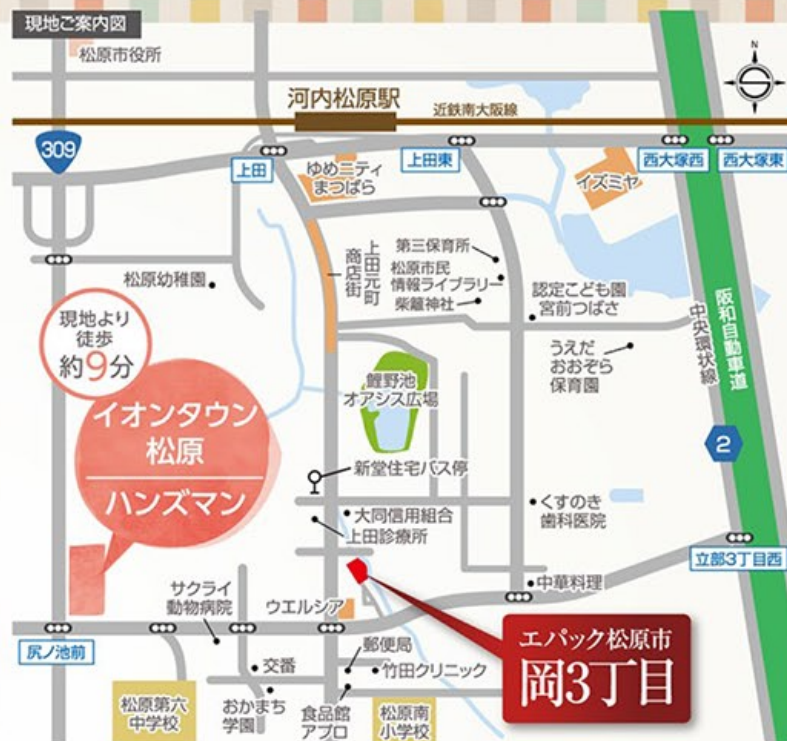 現地ご案内図
松原市役所
N
河内松原駅
近鉄南大阪線
309
上田
ゆめニティ
まつばら
上田東
イズミヤ
西大塚西
西大塚東
上田元町
商店街
第三保育所
松原市民
情報ライブラリー
柴籬神社
松原幼稚園
認定こども園
宮前つばさ
うえだ
おおぞら
保育園
阪和自動車道
中央環状線
2
現地より
徒歩
約9分
イオンタウン
松原
ハンズマン
鯉野池
オアシス広場
新堂住宅バス停
大同信用組合
上田診療所
くすのき
歯科医院
立部3丁目西
中華料理
サクライ
動物病院
ウエルシア
尻ノ池前
エパック松原市
岡3丁目
郵便局
交番
竹田クリニック
おかまち
学園
食品館
アプロ
松原第六
中学校
松原南
小学校